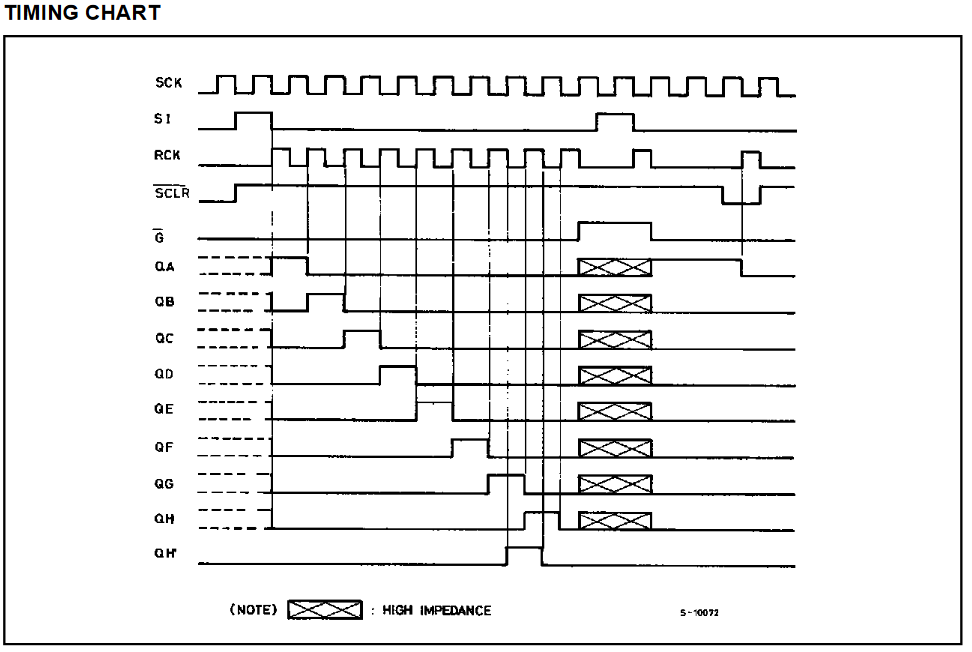 TIMING CHART
SCK
SI
RCK
SCLR
G
QA
QB
QC
QD
QE
QF
QG
QH
QH'
(NOTE) : HIGH IMPEDANCE
S-10072